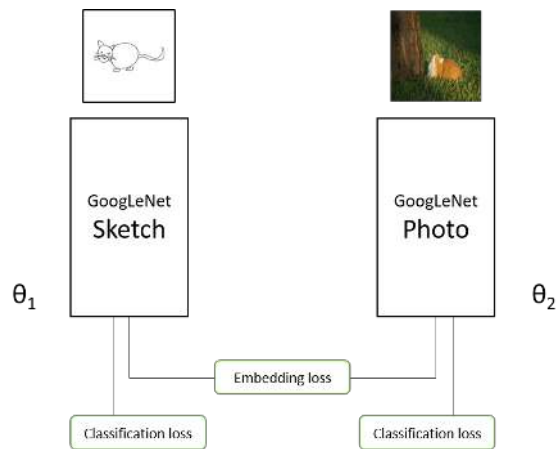 GoogLeNet
Sketch
GoogLeNet
Photo
θ1
θ2
Embedding loss
Classification loss
Classification loss